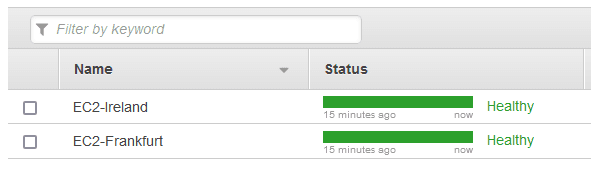 Filter by keyword
Name Status
EC2-Ireland Healthy
15 minutes ago now
EC2-Frankfurt Healthy
15 minutes ago now